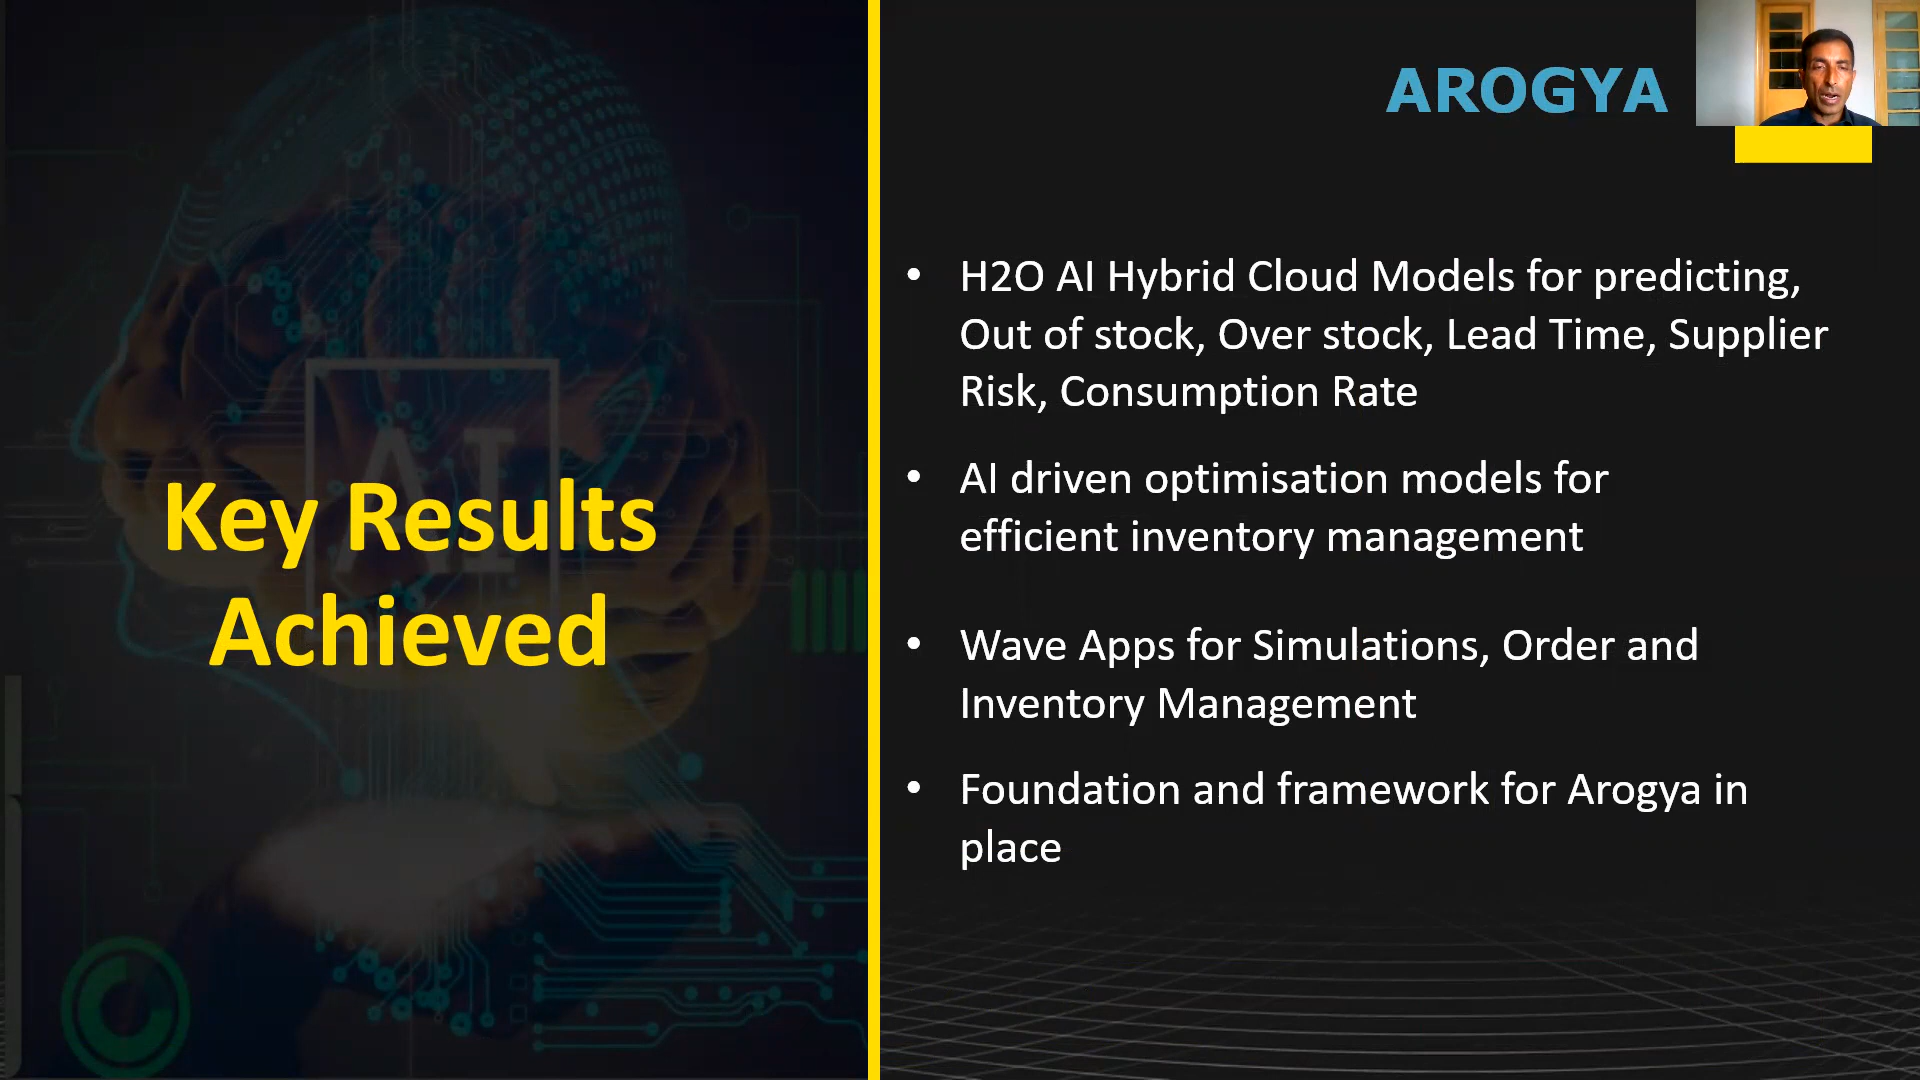 AROGYA
AI
Key Results
Achieved
• H2O AI Hybrid Cloud Models for predicting,
Out of stock, Over stock, Lead Time, Supplier
Risk, Consumption Rate
• AI driven optimisation models for
efficient inventory management
• Wave Apps for Simulations, Order and
Inventory Management
• Foundation and framework for Arogya in
place